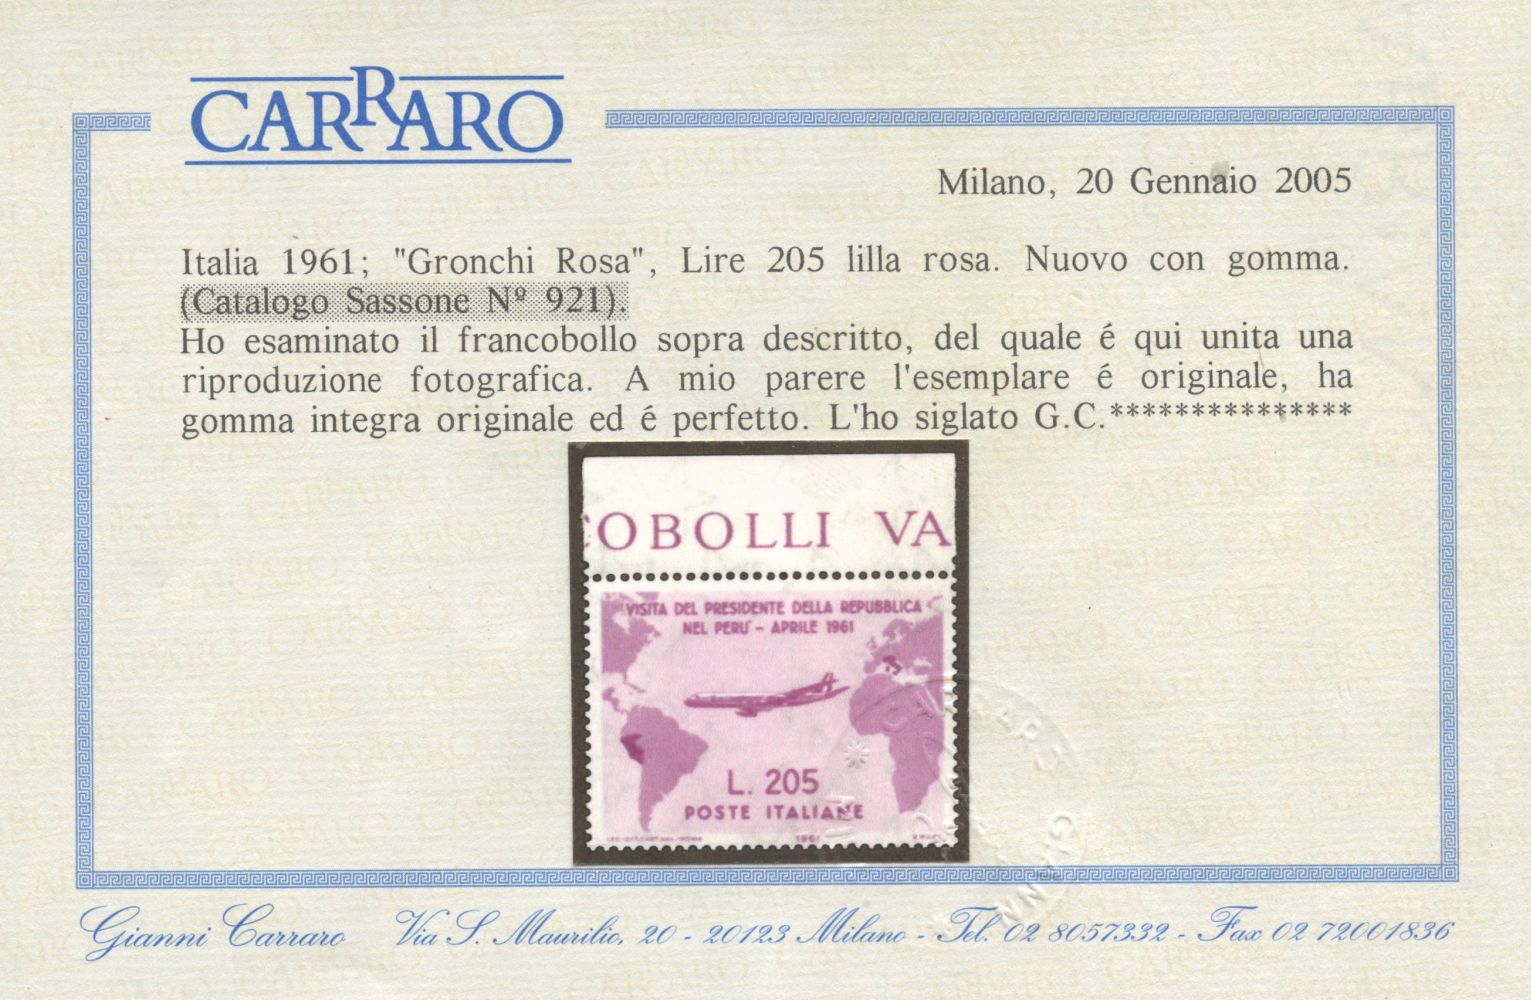 CARRARO
Milano, 20 Gennaio 2005
Italia 1961; "Gronchi Rosa", Lire 205 lilla rosa. Nuovo con gomma.
(Catalogo Sassone Nº 921).
Ho esaminato il francobollo sopra descritto, del quale é qui unita una
riproduzione fotografica. A mio parere l'esemplare é originale, ha
gomma integra originale ed é perfetto. L'ho siglato G.C.***************
COBOLLI VA
VISITA DEL PRESIDENTE DELLA REPUBBLICA
NEL PERU' - APRILE 1961
L. 205
POSTE ITALIANE
1961
Gianni Carraro Via S. Maurilio, 20 - 20123 Milano - Tel. 02 8057332 - Fax 02 72001836